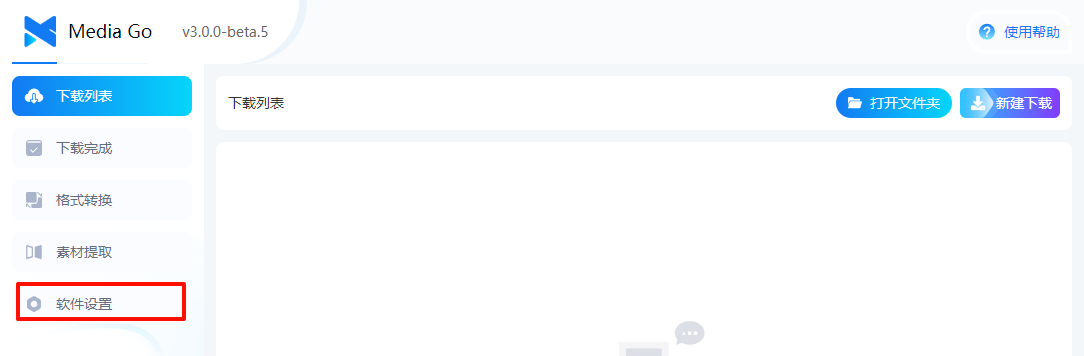 Media Go v3.0.0-beta.5
使用帮助
下载列表
下载完成
格式转换
素材提取
软件设置
下载列表
打开文件夹
新建下载